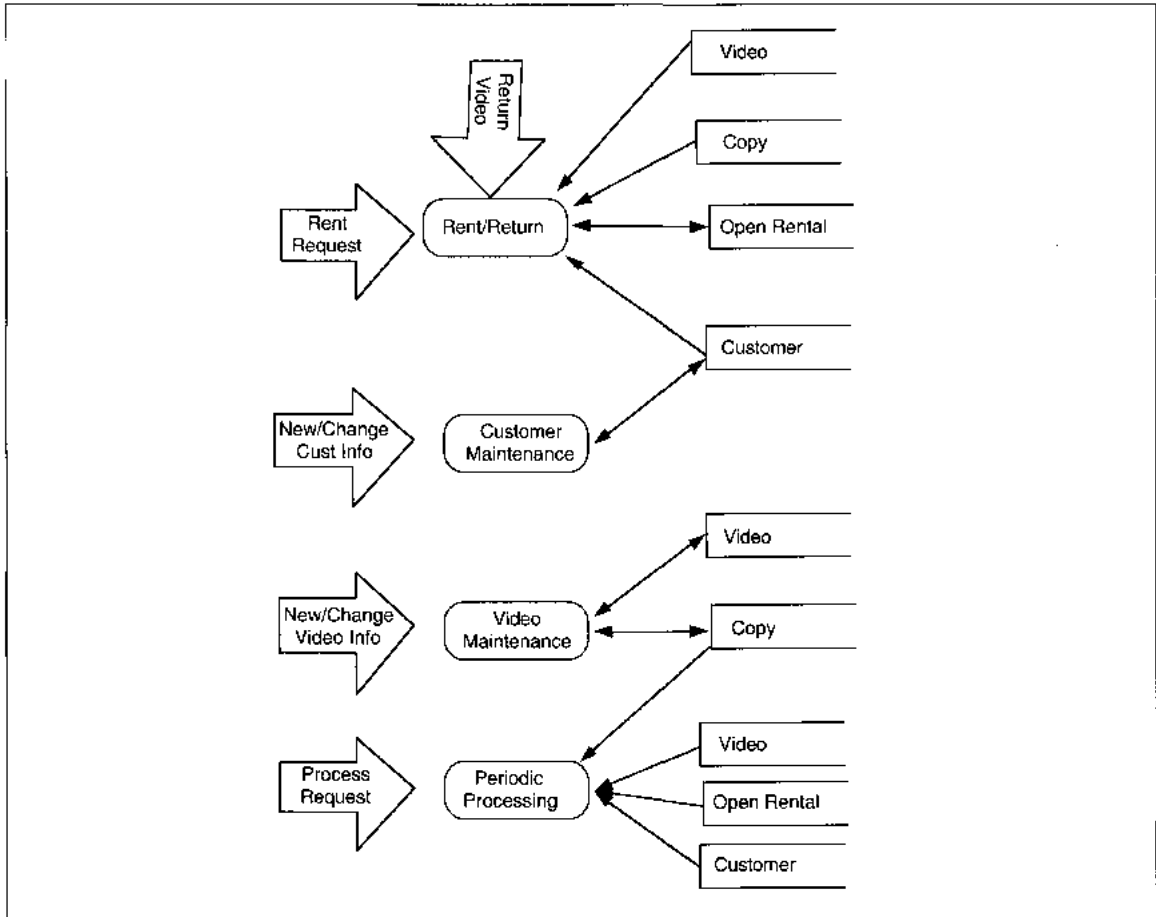 Video
Return
Video
Copy
Rent
Request
Rent/Return
Open Rental
Customer
New/Change
Cust Info
Customer
Maintenance
Video
New/Change
Video Info
Video
Maintenance
Copy
Video
Process
Request
Periodic
Processing
Open Rental
Customer